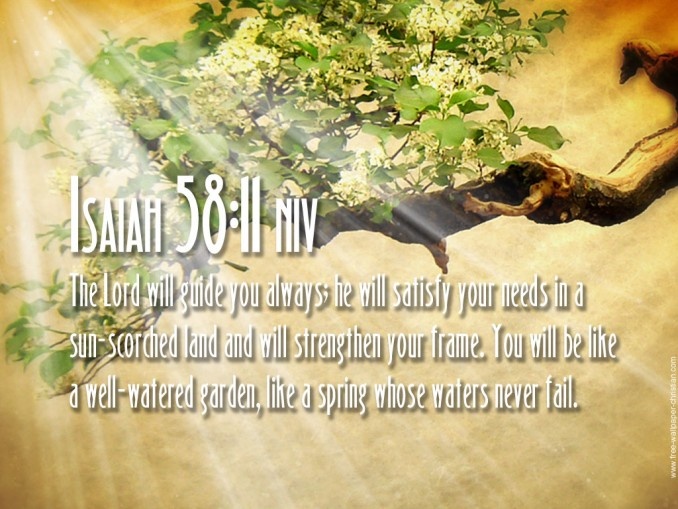 Isaiah 58:11 NIV
The Lord will guide you always; he will satisfy your needs in a
sun-scorched land and will strengthen your frame. You will be like
a well-watered garden, like a spring whose waters never fail.
www.free-wallpaper-christian.com